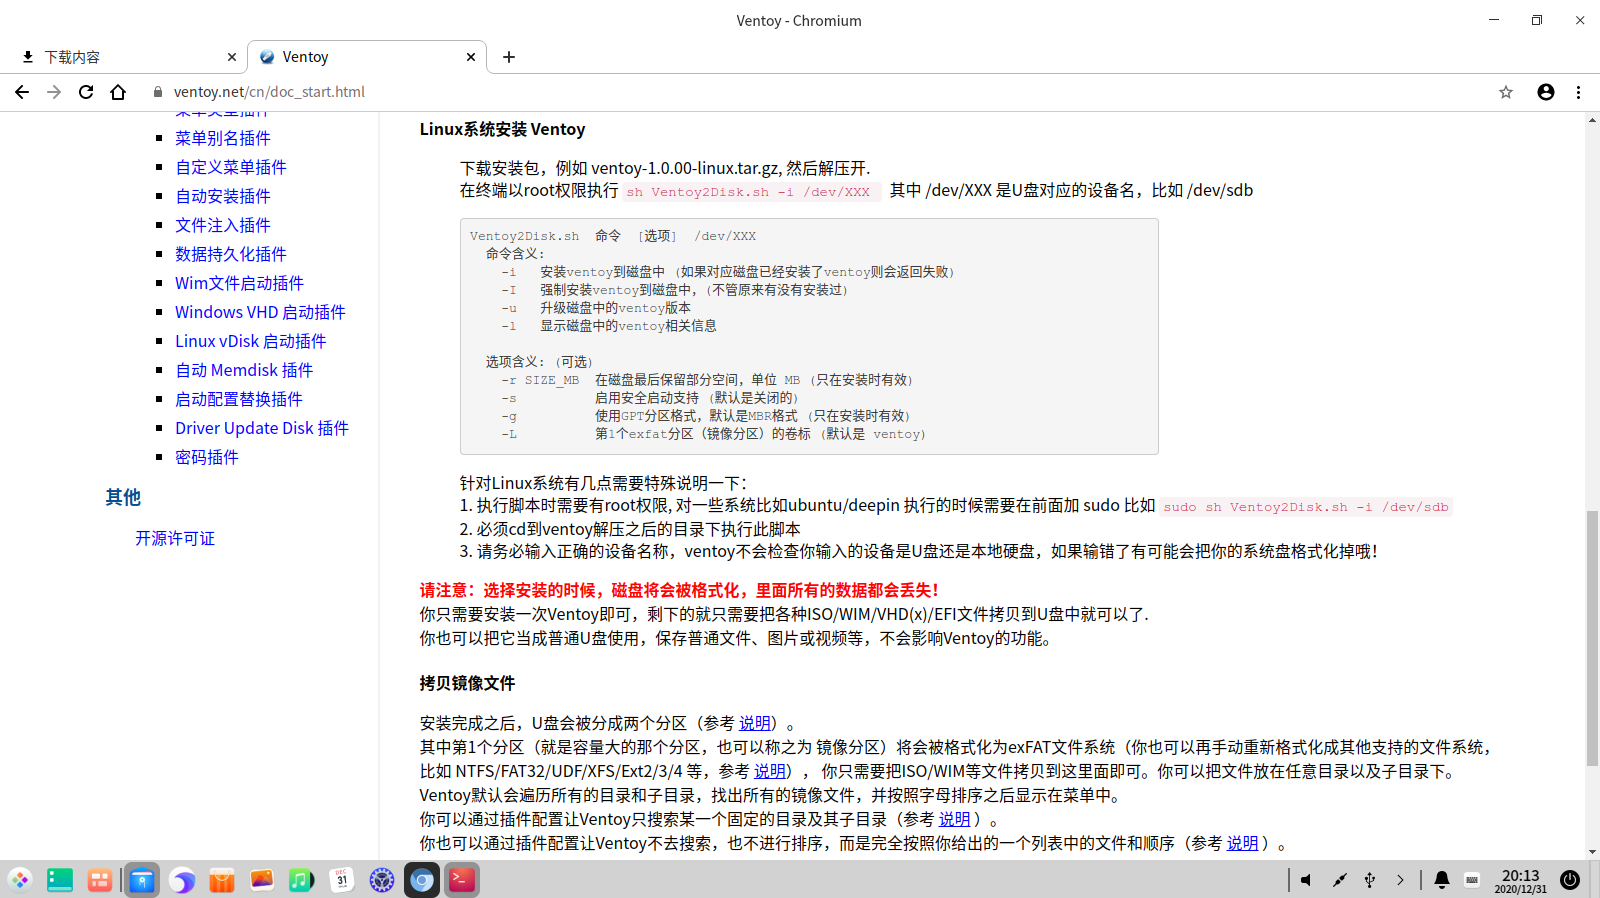 Ventoy - Chromium
下载内容
Ventoy
ventoy.net/cn/doc_start.html
菜单类型插件
菜单别名插件
自定义菜单插件
自动安装插件
文件注入插件
数据持久化插件
Wim文件启动插件
Windows VHD 启动插件
Linux vDisk 启动插件
自动 Memdisk 插件
启动配置替换插件
Driver Update Disk 插件
密码插件
其他
开源许可证
Linux系统安装 Ventoy
下载安装包，例如 ventoy-1.0.00-linux.tar.gz, 然后解压开.
在终端以root权限执行 sh Ventoy2Disk.sh -i /dev/XXX 其中 /dev/XXX 是U盘对应的设备名，比如 /dev/sdb
Ventoy2Disk.sh 命令 [选项] /dev/XXX
命令含义:
-i 安装ventoy到磁盘中 (如果对应磁盘已经安装了ventoy则会返回失败)
-I 强制安装ventoy到磁盘中，(不管原来有没有安装过)
-u 升级磁盘中的ventoy版本
-l 显示磁盘中的ventoy相关信息
选项含义: (可选)
-r SIZE_MB 在磁盘最后保留部分空间，单位 MB (只在安装时有效)
-s 启用安全启动支持 (默认是关闭的)
-g 使用GPT分区格式，默认是MBR格式 (只在安装时有效)
-L 第1个exfat分区（镜像分区）的卷标 (默认是 ventoy)
针对Linux系统有几点需要特殊说明一下：
1. 执行脚本时需要有root权限, 对一些系统比如ubuntu/deepin 执行的时候需要在前面加 sudo 比如 sudo sh Ventoy2Disk.sh -i /dev/sdb
2. 必须cd到ventoy解压之后的目录下执行此脚本
3. 请务必输入正确的设备名称，ventoy不会检查你输入的设备是U盘还是本地硬盘，如果输错了有可能会把你的系统盘格式化掉哦！
请注意：选择安装的时候，磁盘将会被格式化，里面所有的数据都会丢失！
你只需要安装一次Ventoy即可，剩下的就只需要把各种ISO/WIM/VHD(x)/EFI文件拷贝到U盘中就可以了.
你也可以把它当成普通U盘使用，保存普通文件、图片或视频等，不会影响Ventoy的功能。
拷贝镜像文件
安装完成之后，U盘会被分成两个分区（参考 说明）。
其中第1个分区（就是容量大的那个分区，也可以称之为 镜像分区）将会被格式化为exFAT文件系统（你也可以再手动重新格式化成其他支持的文件系统，
比如 NTFS/FAT32/UDF/XFS/Ext2/3/4 等，参考 说明）， 你只需要把ISO/WIM等文件拷贝到这里面即可。你可以把文件放在任意目录以及子目录下。
Ventoy默认会遍历所有的目录和子目录，找出所有的镜像文件，并按照字母排序之后显示在菜单中。
你可以通过插件配置让Ventoy只搜索某一个固定的目录及其子目录（参考 说明 ）。
你也可以通过插件配置让Ventoy不去搜索，也不进行排序，而是完全按照你给出的一个列表中的文件和顺序（参考 说明 ）。
DEC
31
20:13
2020/12/31